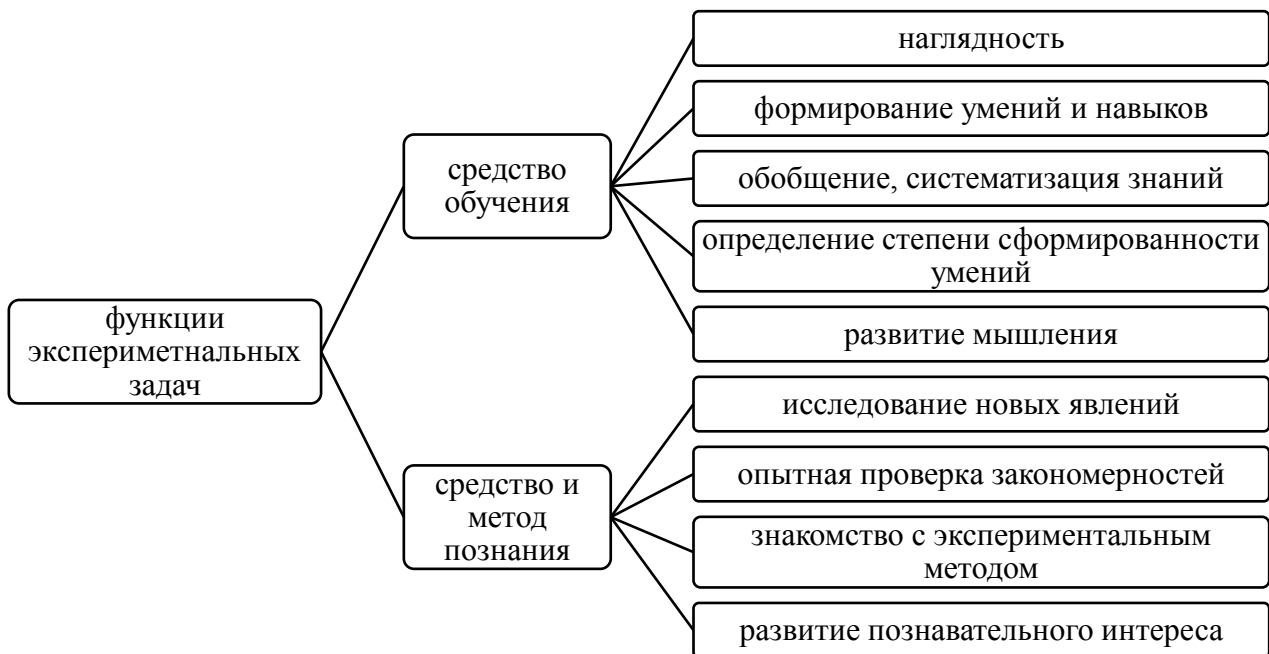 функции
экспериметнальных
задач
средство
обучения
наглядность
формирование умений и навыков
обобщение, систематизация знаний
определение степени сформированности
умений
развитие мышления
средство и
метод
познания
исследование новых явлений
опытная проверка закономерностей
знакомство с экспериментальным
методом
развитие познавательного интереса